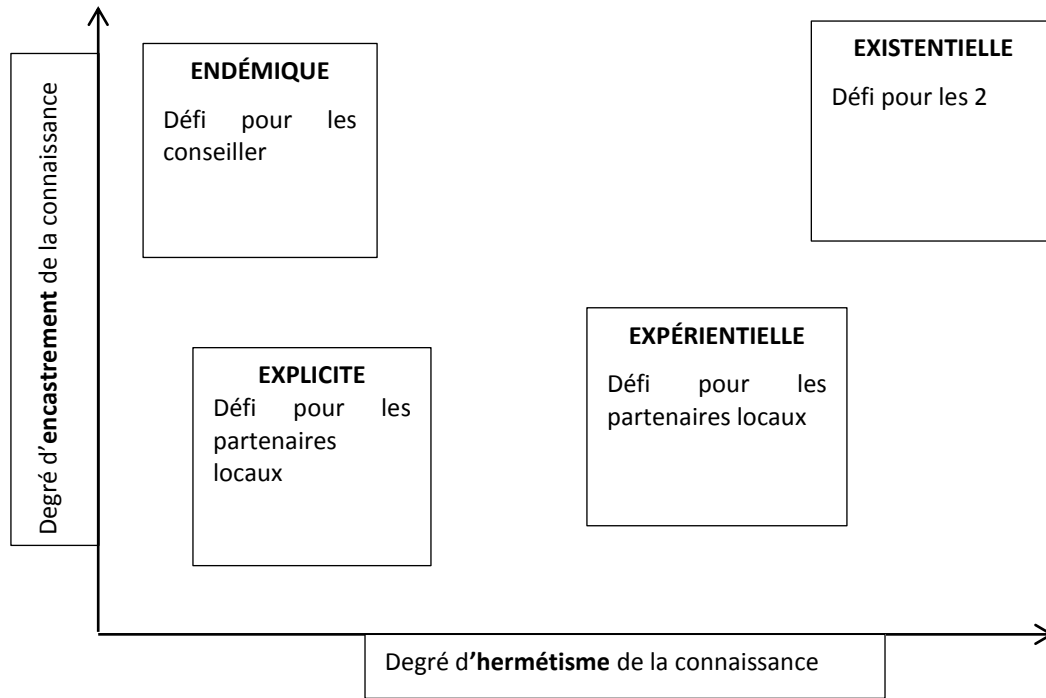 Degré d'encastrement de la connaissance
ENDÉMIQUE
Défi pour les
conseiller
EXISTENTIELLE
Défi pour les 2
EXPLICITE
Défi pour les
partenaires
locaux
EXPÉRIENTIELLE
Défi pour les
partenaires locaux
Degré d'hermétisme de la connaissance